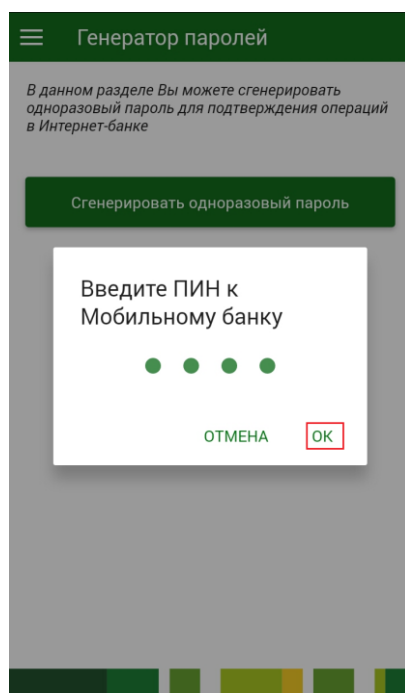 Генератор паролей
В данном разделе Вы можете сгенерировать
одноразовый пароль для подтверждения операций
в Интернет-банке
Сгенерировать одноразовый пароль
Введите ПИН к
Мобильному банку
ОТМЕНА ОК